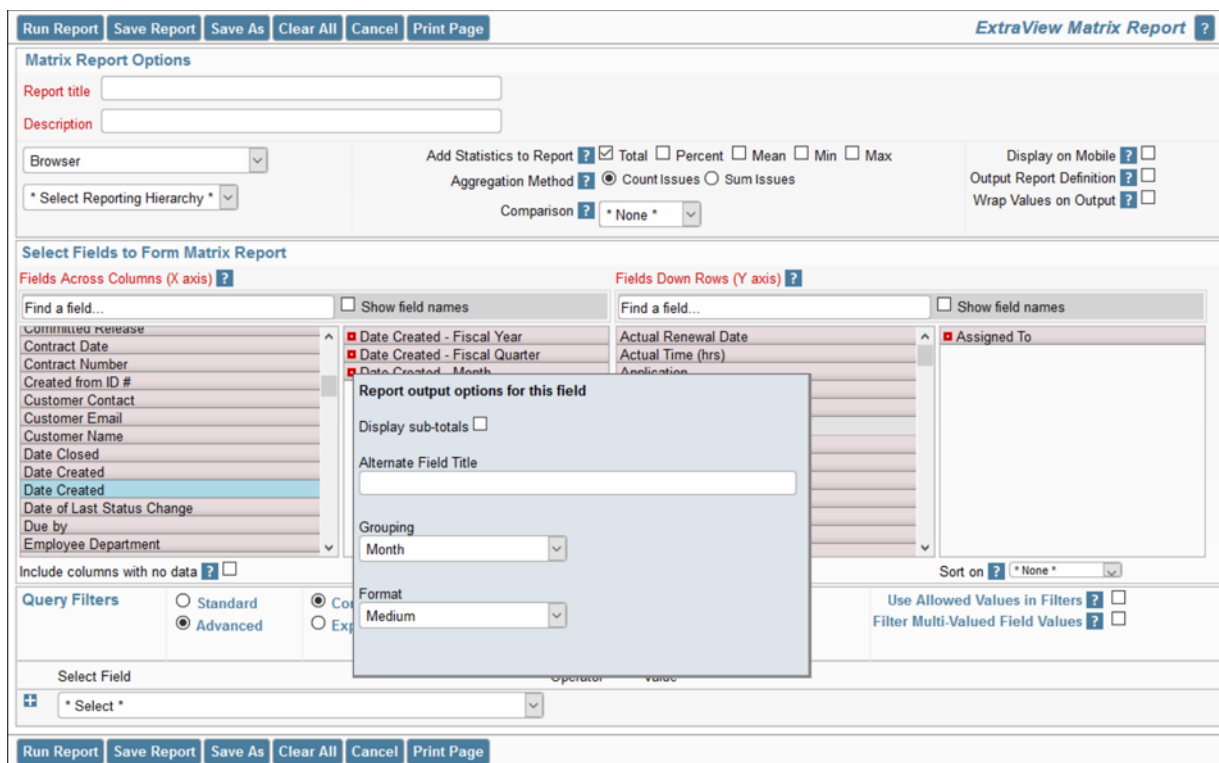 Run Report Save Report Save As Clear All Cancel Print Page ExtraView Matrix Report ?
Matrix Report Options
Report title
Description
Browser
* Select Reporting Hierarchy *
Add Statistics to Report ? Total Percent Mean Min Max
Aggregation Method ? Count Issues Sum Issues
Comparison ? * None *
Display on Mobile ?
Output Report Definition ?
Wrap Values on Output ?
Select Fields to Form Matrix Report
Fields Across Columns (X axis) ?
Find a field... Show field names
Committed Release
Contract Date
Contract Number
Created from ID #
Customer Contact
Customer Email
Customer Name
Date Closed
Date Created
Date Created
Date of Last Status Change
Due by
Employee Department
Date Created - Fiscal Year
Date Created - Fiscal Quarter
Date Created - Month
Include columns with no data ?
Fields Down Rows (Y axis) ?
Find a field... Show field names
Actual Renewal Date
Actual Time (hrs)
Application
Assigned To
Sort on ? * None *
Report output options for this field
Display sub-totals
Alternate Field Title
Grouping
Month
Format
Medium
Query Filters
Standard
Advanced
Use Allowed Values in Filters ?
Filter Multi-Valued Field Values ?
Select Field Operator Value
* Select *
Run Report Save Report Save As Clear All Cancel Print Page